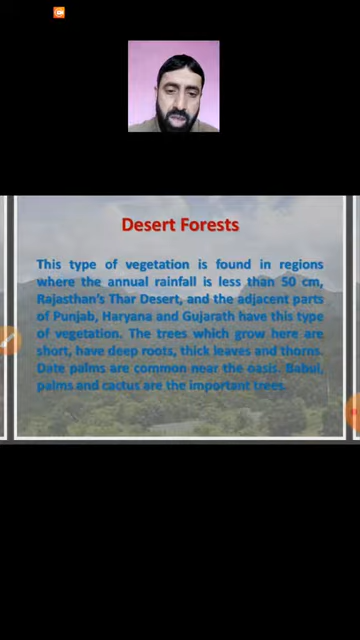 Desert Forests
This type of vegetation is found in regions
where the annual rainfall is less than 50 cm,
Rajasthan's Thar Desert, and the adjacent parts
of Punjab, Haryana and Gujarath have this type
of vegetation. The trees which grow here are
short, have deep roots, thick leaves and thorns.
Date palms are common near the oasis. Babul,
palms and cactus are the important trees.